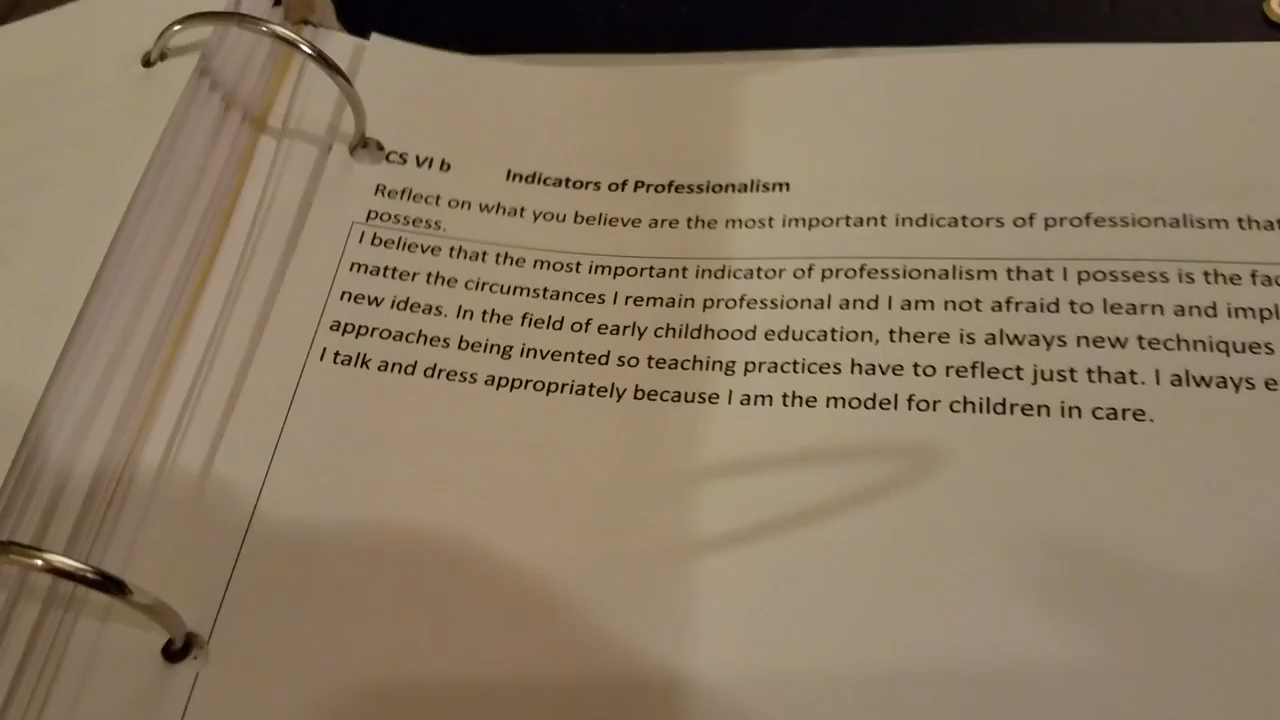 CS VI b Indicators of Professionalism
Reflect on what you believe are the most important indicators of professionalism
possess.
I believe that the most important indicator of professionalism that I possess is the
matter the circumstances I remain professional and I am not afraid to learn and
new ideas. In the field of early childhood education, there is always new techniques
approaches being invented so teaching practices have to reflect just that. I always
I talk and dress appropriately because I am the model for children in care.